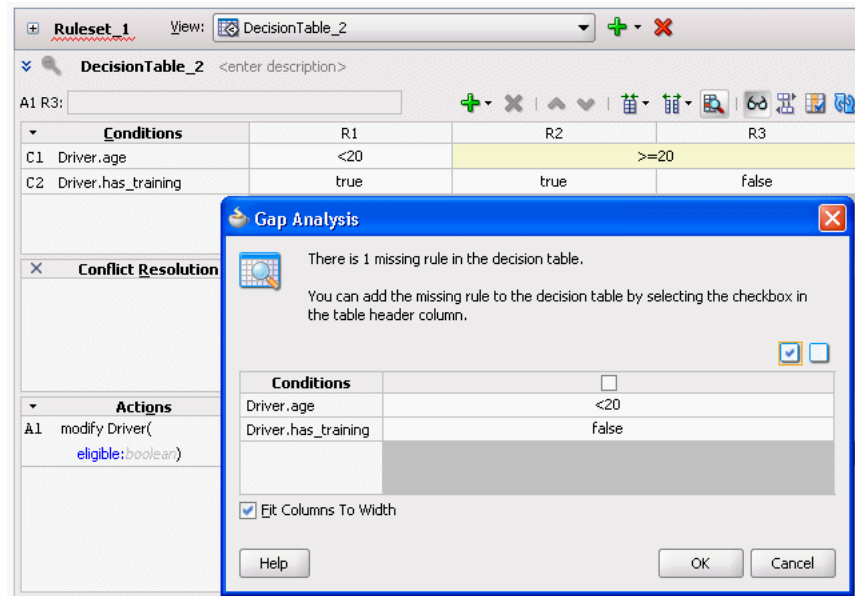 Ruleset_1 View: DecisionTable_2
DecisionTable_2 <enter description>
A1 R3:
Conditions R1 R2 R3
C1 Driver.age <20 >=20
C2 Driver.has_training true true false
Gap Analysis
There is 1 missing rule in the decision table.
You can add the missing rule to the decision table by selecting the checkbox in
the table header column.
Conflict Resolution
Conditions
Driver.age <20
Driver.has_training false
Actions
A1 modify Driver(
eligible:boolean)
Fit Columns To Width
Help OK Cancel